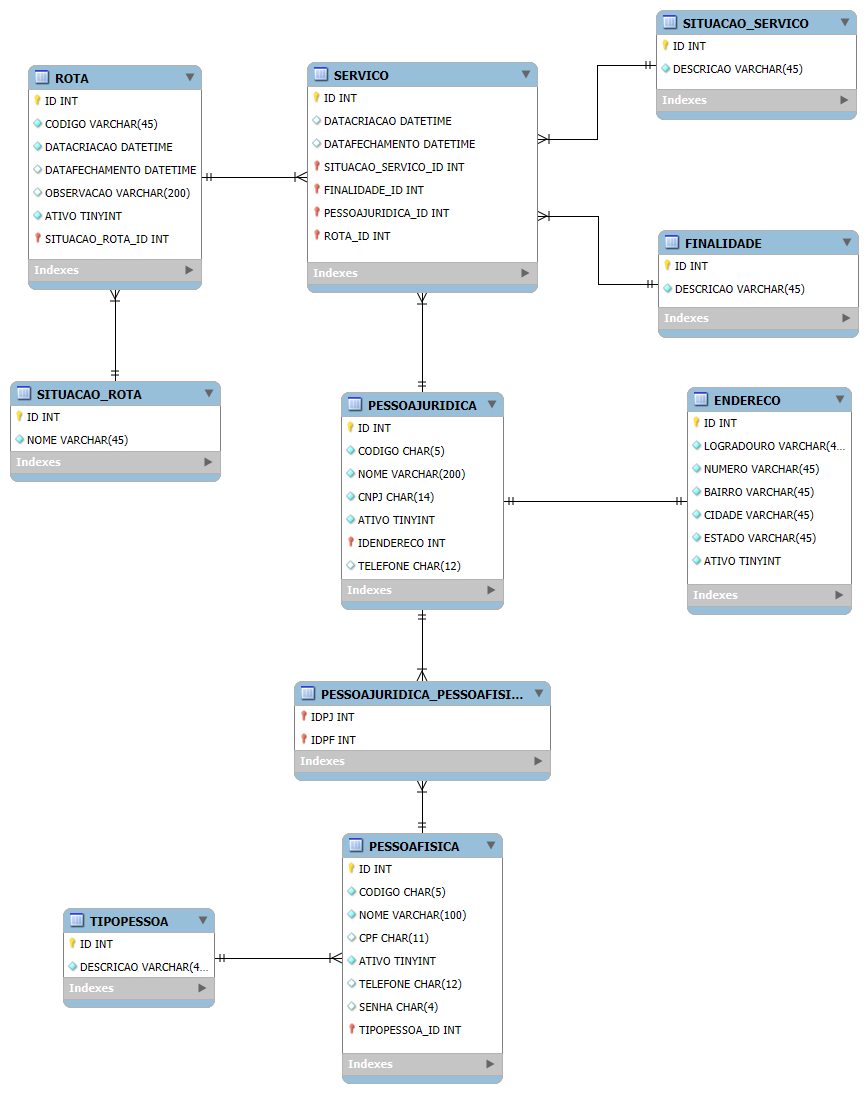 ROTA
ID INT
CODIGO VARCHAR(45)
DATACRIACAO DATETIME
DATAFECHAMENTO DATETIME
OBSERVACAO VARCHAR(200)
ATIVO TINYINT
SITUACAO_ROTA_ID INT
Indexes
SERVICO
ID INT
DATACRIACAO DATETIME
DATAFECHAMENTO DATETIME
SITUACAO_SERVICO_ID INT
FINALIDADE_ID INT
PESSOAJURIDICA_ID INT
ROTA_ID INT
Indexes
SITUACAO_SERVICO
ID INT
DESCRICAO VARCHAR(45)
Indexes
FINALIDADE
ID INT
DESCRICAO VARCHAR(45)
Indexes
SITUACAO_ROTA
ID INT
NOME VARCHAR(45)
Indexes
PESSOAJURIDICA
ID INT
CODIGO CHAR(5)
NOME VARCHAR(200)
CNPJ CHAR(14)
ATIVO TINYINT
IDENDERECO INT
TELEFONE CHAR(12)
Indexes
ENDERECO
ID INT
LOGRADOURO VARCHAR(4...
NUMERO VARCHAR(45)
BAIRRO VARCHAR(45)
CIDADE VARCHAR(45)
ESTADO VARCHAR(45)
ATIVO TINYINT
Indexes
PESSOAJURIDICA_PESSOAFISI...
IDPJ INT
IDPF INT
Indexes
PESSOAFISICA
ID INT
CODIGO CHAR(5)
NOME VARCHAR(100)
CPF CHAR(11)
ATIVO TINYINT
TELEFONE CHAR(12)
SENHA CHAR(4)
TIPOPESSOA_ID INT
Indexes
TIPOPESSOA
ID INT
DESCRICAO VARCHAR(4...
Indexes